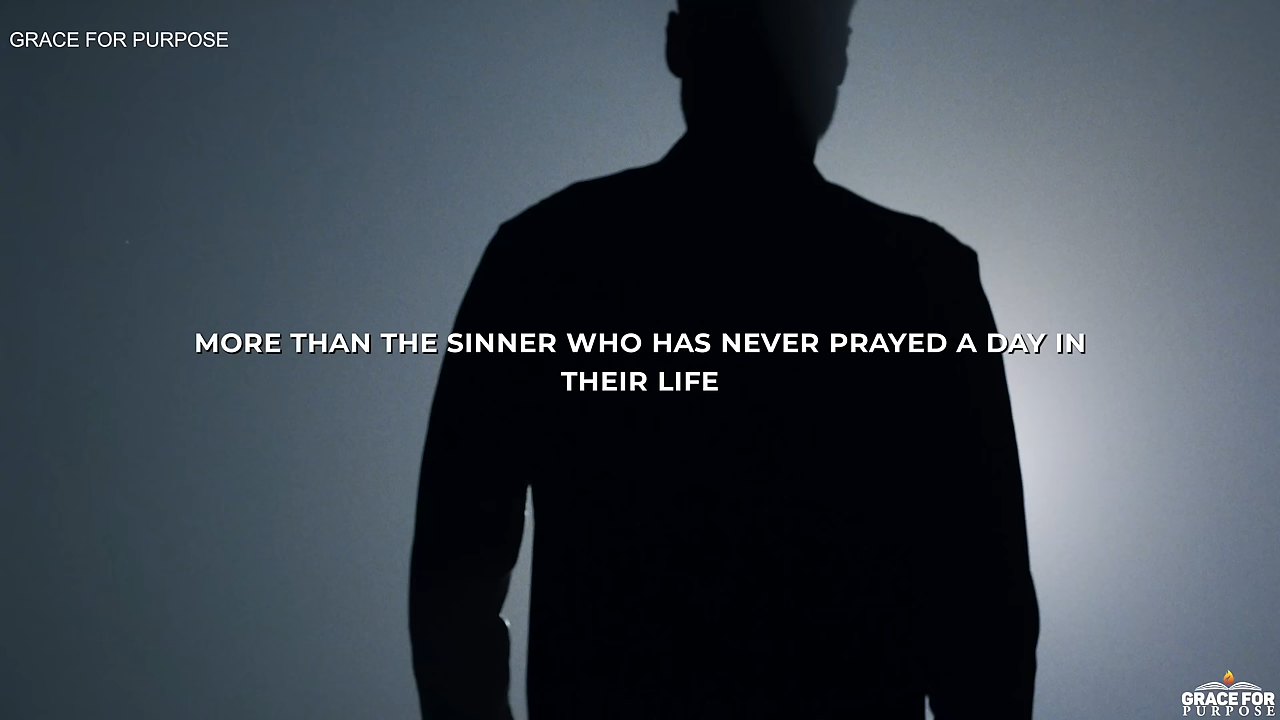 GRACE FOR PURPOSE
MORE THAN THE SINNER WHO HAS NEVER PRAYED A DAY IN
THEIR LIFE
GRACE FOR
PURPOSE